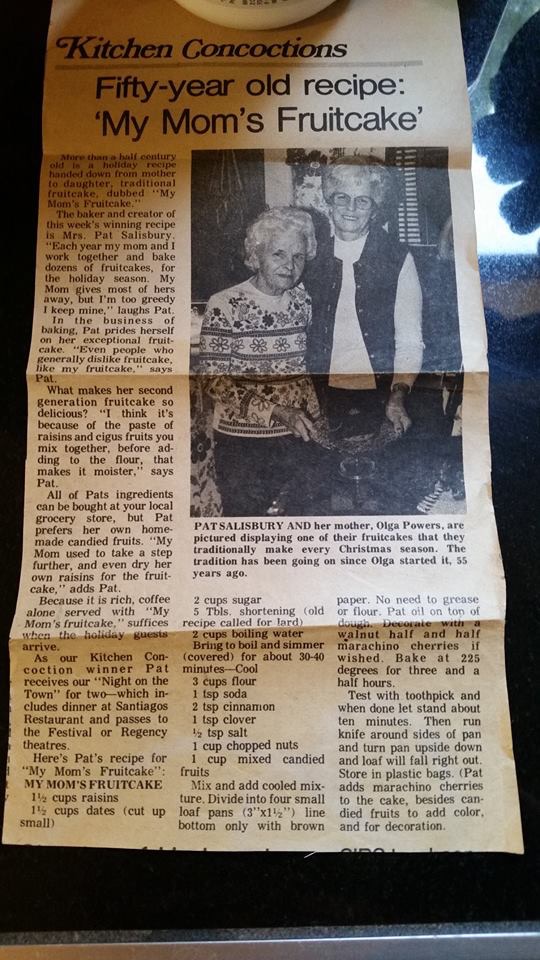 Kitchen Concoctions
Fifty-year old recipe:
'My Mom's Fruitcake'
More than a half century
old is a holiday recipe
handed down from mother
to daughter, traditional
fruitcake, dubbed "My
Mom's Fruitcake."
The baker and creator of
this week's winning recipe
is Mrs. Pat Salisbury.
"Each year my mom and I
work together and bake
dozens of fruitcakes, for
the holiday season. My
Mom gives most of hers
away, but I'm too greedy
I keep mine," laughs Pat.
In the business of
baking, Pat prides herself
on her exceptional fruit-
cake. "Even people who
generally dislike fruitcake,
like my fruitcake," says
Pat.
What makes her second
generation fruitcake so
delicious? "I think it's
because of the paste of
raisins and cigus fruits you
mix together, before ad-
ding to the flour, that
makes it moister," says
Pat.
All of Pats ingredients
can be bought at your local
grocery store, but Pat
prefers her own home-
made candied fruits. "My
Mom used to take a step
further, and even dry her
own raisins for the fruit-
cake," adds Pat.
Because it is rich, coffee
alone served with "My
Mom's fruitcake," suffices
when the holiday guests
arrive.
As our Kitchen Con-
coction winner Pat
receives our "Night on the
Town" for two—which in-
cludes dinner at Santiagos
Restaurant and passes to
the Festival or Regency
theatres.
Here's Pat's recipe for
"My Mom's Fruitcake":
MY MOM'S FRUITCAKE
1½ cups raisins
1½ cups dates (cut up
small)
PAT SALISBURY AND her mother, Olga Powers, are
pictured displaying one of their fruitcakes that they
traditionally make every Christmas season. The
tradition has been going on since Olga started it, 55
years ago.
2 cups sugar
5 Tbls. shortening (old
recipe called for lard)
2 cups boiling water
Bring to boil and simmer
(covered) for about 30-40
minutes—Cool
3 cups flour
1 tsp soda
2 tsp cinnamon
1 tsp clover
½ tsp salt
1 cup chopped nuts
1 cup mixed candied
fruits
Mix and add cooled mix-
ture. Divide into four small
loaf pans (3"x1½") line
bottom only with brown
paper. No need to grease
or flour. Pat oil on top of
dough. Decorate with a
walnut half and half
marachino cherries if
wished. Bake at 225
degrees for three and a
half hours.
Test with toothpick and
when done let stand about
ten minutes. Then run
knife around sides of pan
and turn pan upside down
and loaf will fall right out.
Store in plastic bags. (Pat
adds marachino cherries
to the cake, besides can-
died fruits to add color,
and for decoration.